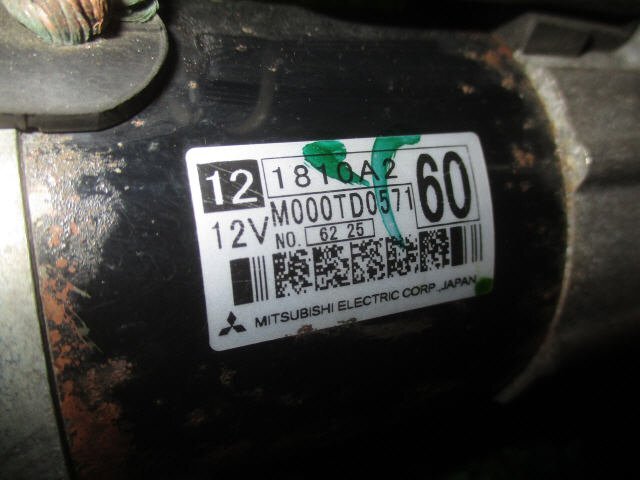 12 1810A2 60
12V M000TD0571
NO. 62 25
MITSUBISHI ELECTRIC CORP. JAPAN